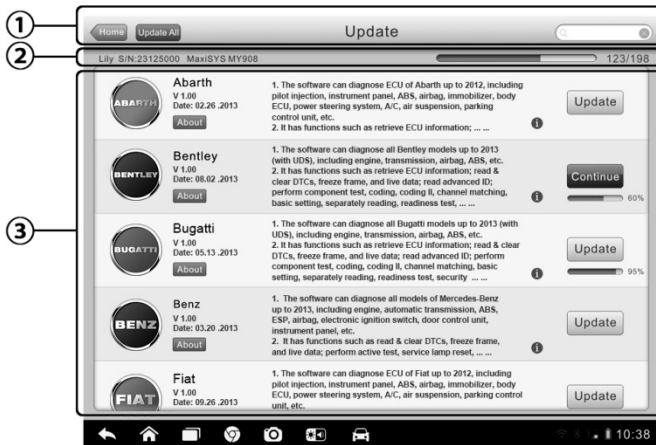 ①
Home
Update All
Update
②
Lily S/N:23125000 MaxiSYS MY908
123/198
③
ABARTH
Abarth
V 1.00
Date: 02.26 .2013
About
1. The software can diagnose ECU of Abarth up to 2012, including
pilot injection, instrument panel, ABS, airbag, immobilizer, body
ECU, power steering system, A/C, air suspension, parking
control unit, etc.
2. It has functions such as retrieve ECU information; ... ...
Update
BENTLEY
Bentley
V 1.00
Date: 08.02 .2013
About
1. The software can diagnose all Bentley models up to 2013
(with UDS), including engine, transmission, airbag, ABS, etc.
2. It has functions such as retrieve ECU information; read &
clear DTCs, freeze frame, and live data; read advanced ID;
perform component test, coding, coding II, channel matching,
basic setting, separately reading, readiness test, ... ...
Continue
60%
BUGATTI
Bugatti
V 1.00
Date: 05.13 .2013
About
1. The software can diagnose all Bugatti models up to 2013 (with
UDS), including engine, transmission, airbag, ABS, etc.
2. It has functions such as retrieve ECU information; read & clear
DTCs, freeze frame, and live data; read advanced ID; perform
component test, coding, coding II, channel matching, basic
setting, separately reading, readiness test, security ... ...
Update
95%
BENZ
Benz
V 1.00
Date: 03.20 .2013
About
1. The software can diagnose all models of Mercedes-Benz
up to 2013, including engine, automatic transmission, ABS,
ESP, airbag, electronic ignition switch, door control unit,
instrument panel, etc.
2. It has functions such as read & clear DTCs, freeze frame,
and live data; perform active test, service lamp reset, ... ...
Update
FIAT
Fiat
V 1.00
Date: 09.26 .2013
1. The software can diagnose ECU of Fiat up to 2012, including
pilot injection, instrument panel, ABS, airbag, immobilizer, body
ECU, power steering system, A/C, air suspension, parking control
unit, etc.
Update
10:38